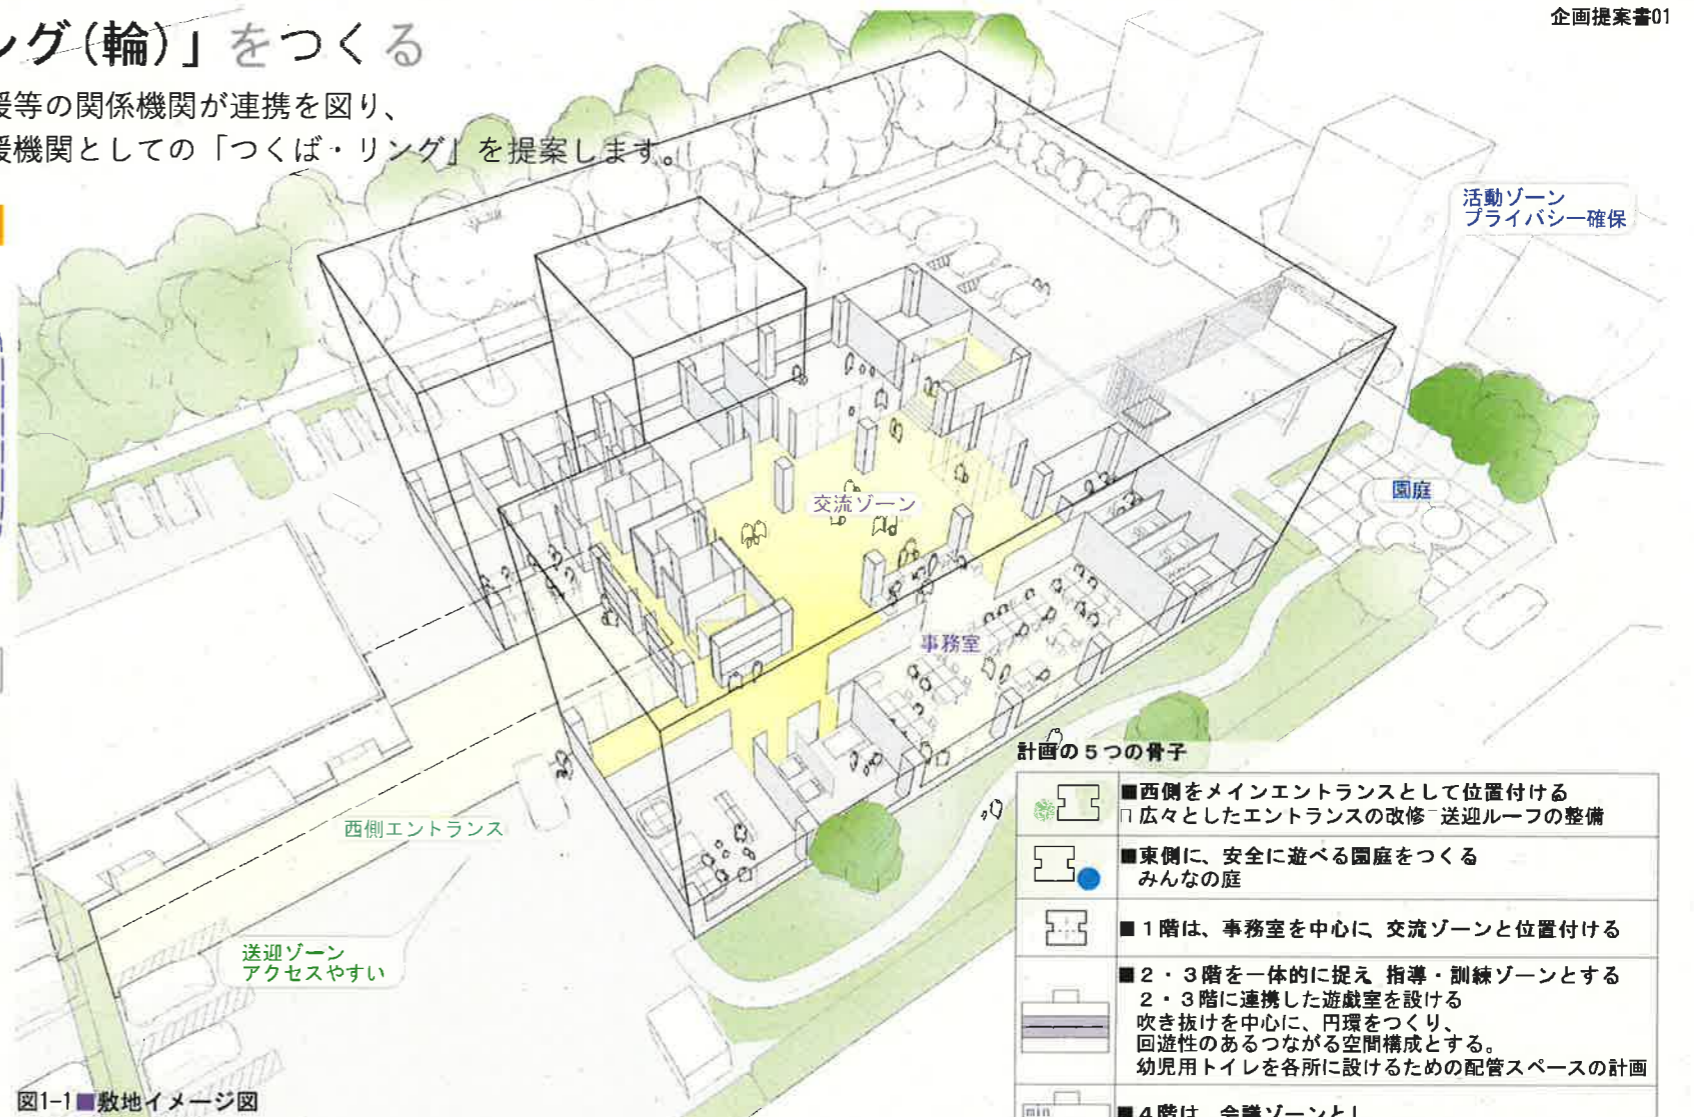 企画提案書01
ング(輪)」をつくる
援等の関係機関が連携を図り、
援機関としての「つくば・リング」を提案します。
活動ゾーン
プライバシー確保
園庭
交流ゾーン
事務室
西側エントランス
送迎ゾーン
アクセスやすい
計画の5つの骨子
■西側をメインエントランスとして位置付ける
広々としたエントランスの改修 送迎ルーフの整備
■東側に、安全に遊べる園庭をつくる
みんなの庭
■1階は、事務室を中心に、交流ゾーンと位置付ける
■2・3階を一体的に捉え 指導・訓練ゾーンとする
2・3階に連携した遊戯室を設ける
吹き抜けを中心に、円環をつくり、
回遊性のあるつながる空間構成とする。
幼児用トイレを各所に設けるための配管スペースの計画
■4階は、会議ゾーンとし
図1-1■敷地イメージ図